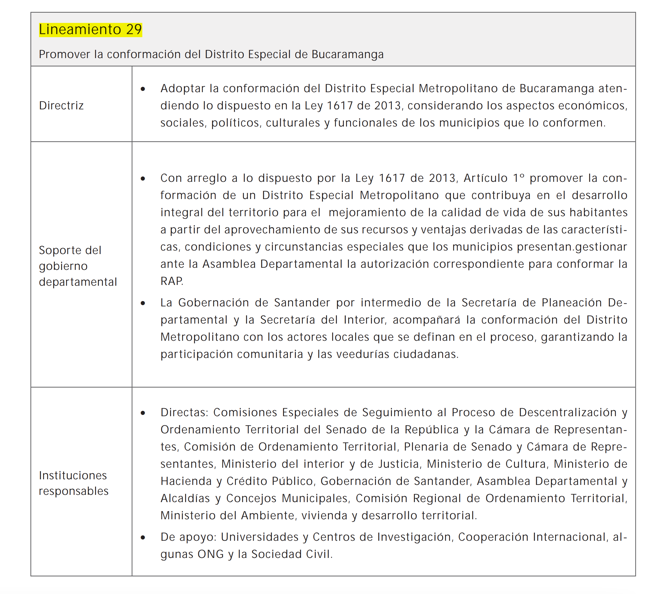 Lineamiento 29
Promover la conformación del Distrito Especial de Bucaramanga
Directriz
• Adoptar la conformación del Distrito Especial Metropolitano de Bucaramanga aten-
diendo lo dispuesto en la Ley 1617 de 2013, considerando los aspectos económicos,
sociales, políticos, culturales y funcionales de los municipios que lo conformen.
Soporte del
gobierno
departamental
• Con arreglo a lo dispuesto por la Ley 1617 de 2013, Artículo 1º promover la con-
formación de un Distrito Especial Metropolitano que contribuya en el desarrollo
integral del territorio para el mejoramiento de la calidad de vida de sus habitantes
a partir del aprovechamiento de sus recursos y ventajas derivadas de las caracterís-
cas, condiciones y circunstancias especiales que los municipios presentan.gestionar
ante la Asamblea Departamental la autorización correspondiente para conformar la
RAP.
• La Gobernación de Santander por intermedio de la Secretaría de Planeación De-
partamental y la Secretaría del Interior, acompañará la conformación del Distrito
Metropolitano con los actores locales que se definan en el proceso, garantizando la
participación comunitaria y las veedurías ciudadanas.
Instituciones
responsables
• Directas: Comisiones Especiales de Seguimiento al Proceso de Descentralización y
Ordenamiento Territorial del Senado de la República y la Cámara de Representan-
tes, Comisión de Ordenamiento Territorial, Plenaria de Senado y Cámara de Repre-
sentantes, Ministerio del interior y de Justicia, Ministerio de Cultura, Ministerio de
Hacienda y Crédito Público, Gobernación de Santander, Asamblea Departamental y
Alcaldías y Concejos Municipales, Comisión Regional de Ordenamiento Territorial,
Ministerio del Ambiente, vivienda y desarrollo territorial.
• De apoyo: Universidades y Centros de Investigación, Cooperación Internacional, al-
gunas ONG y la Sociedad Civil.